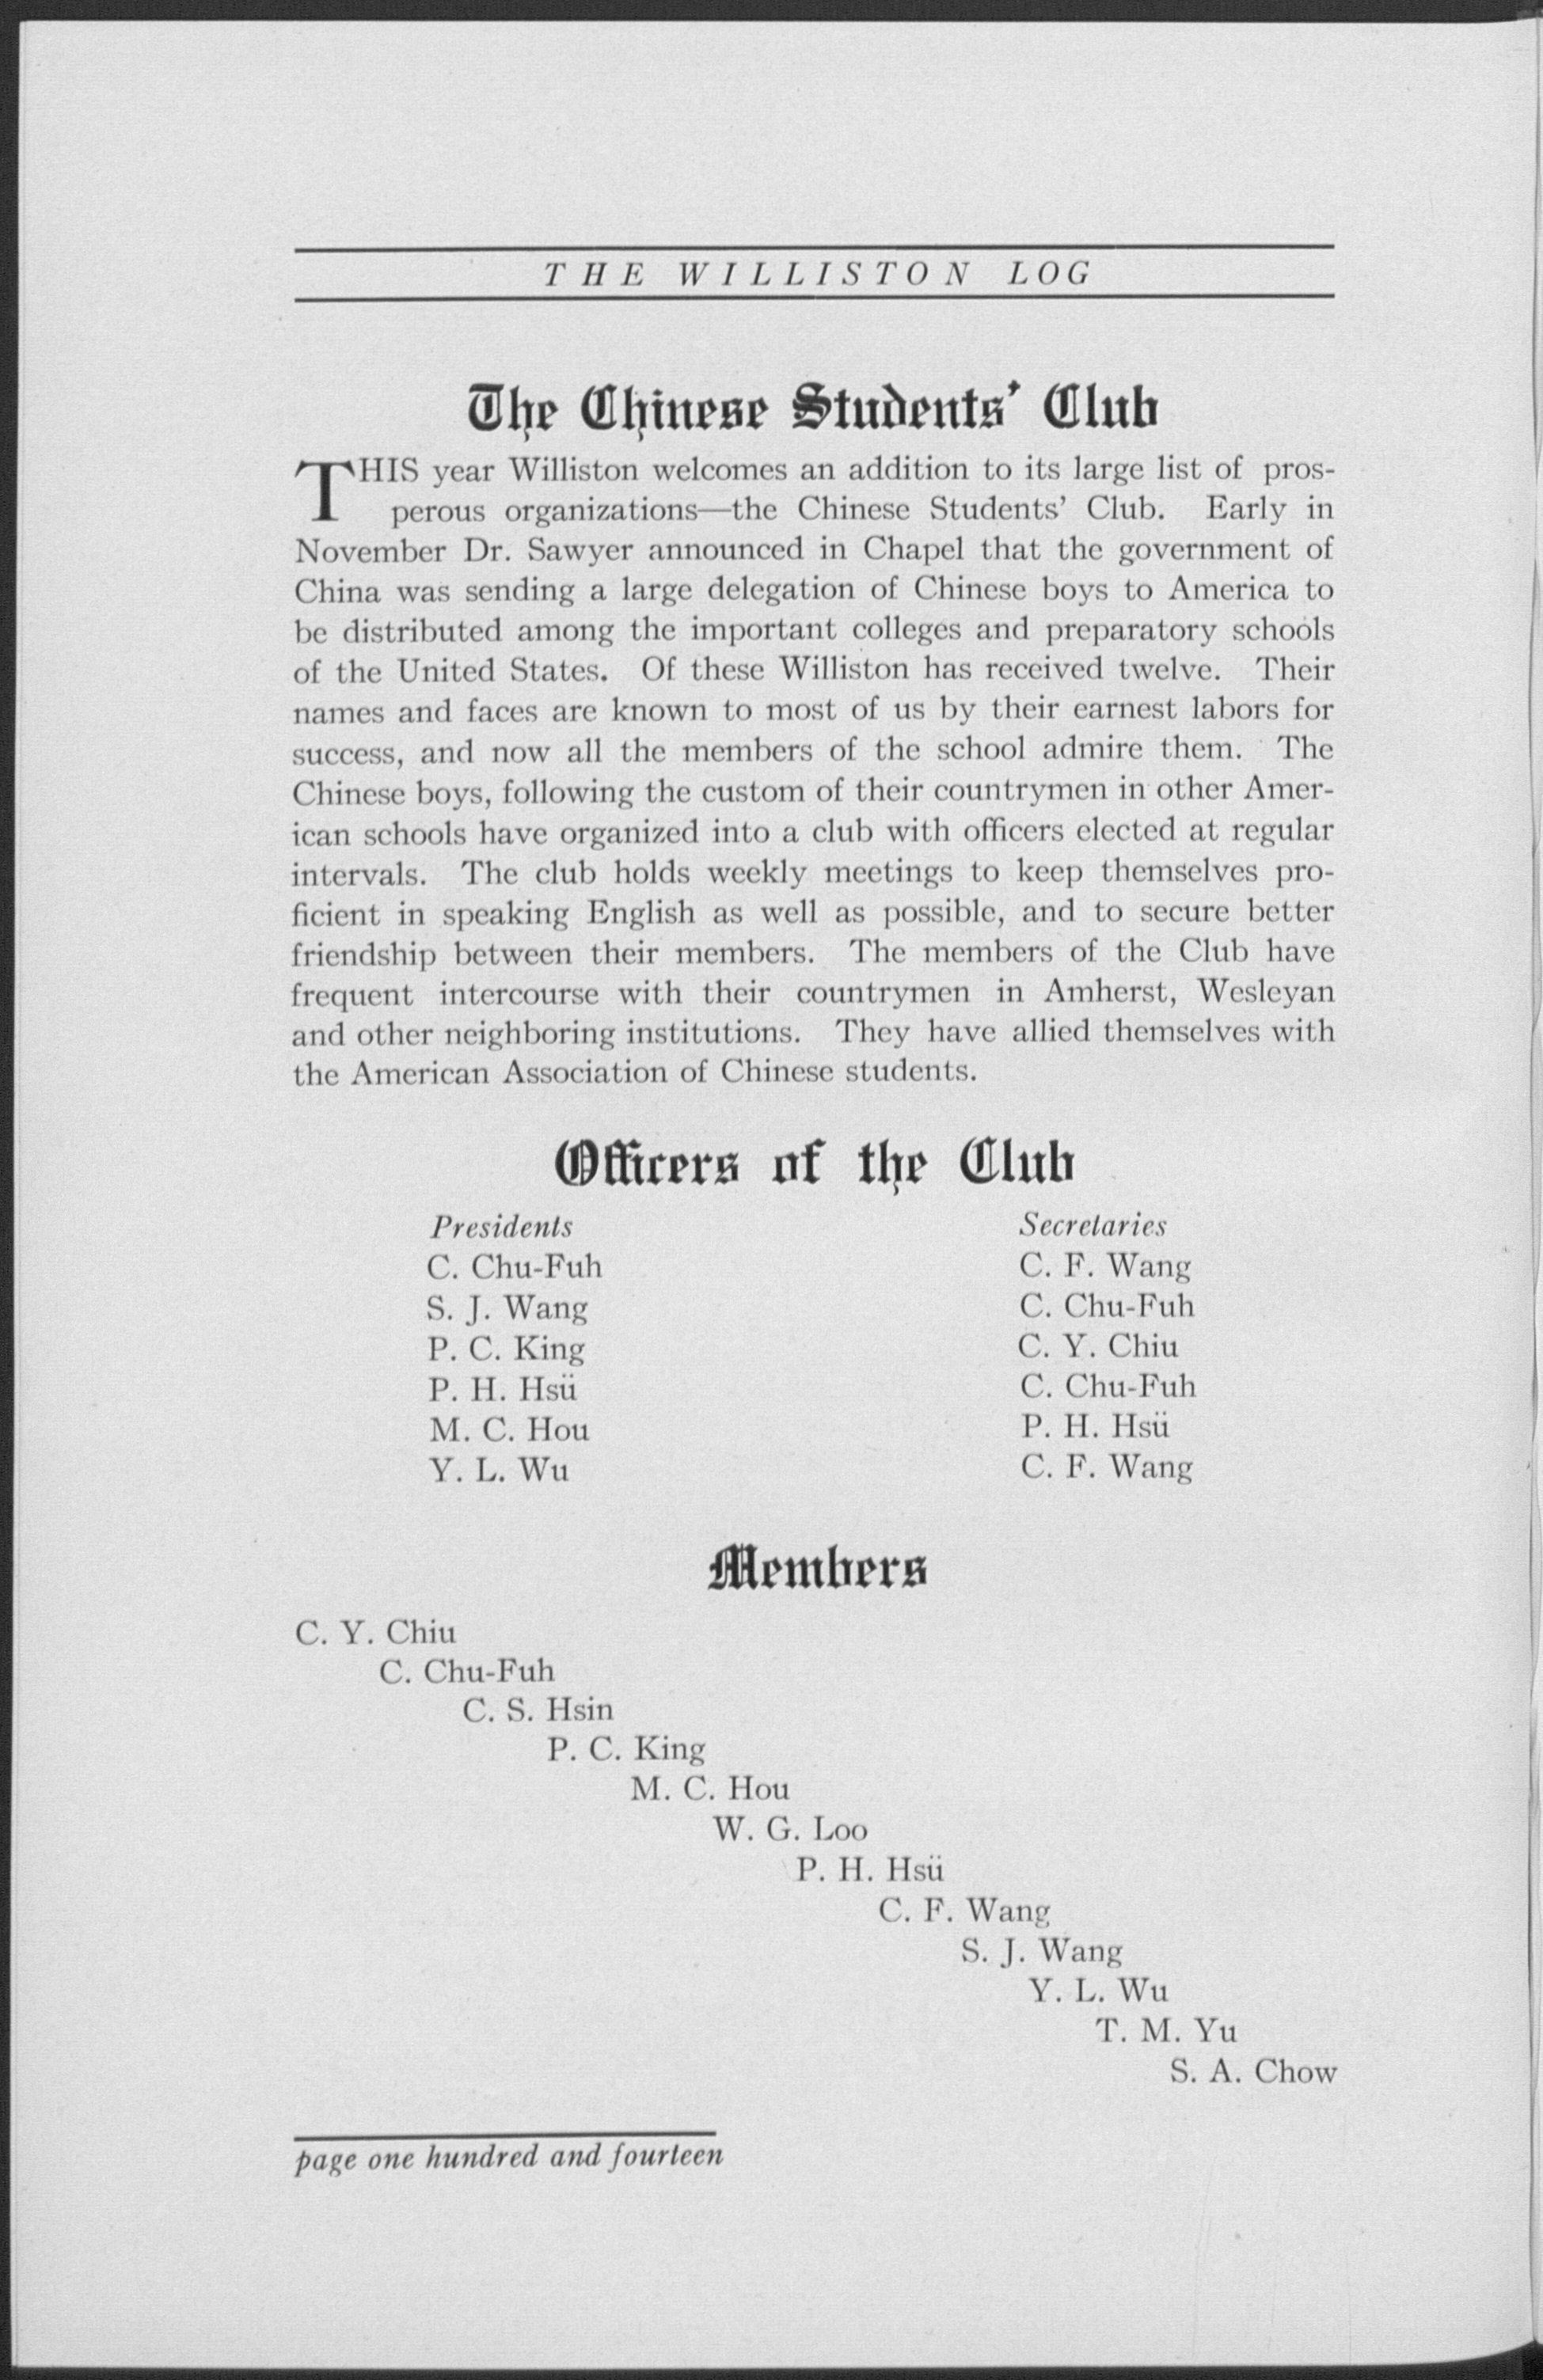 THE WILLISTON LOG
The Chinese Students' Club
THIS year Williston welcomes an addition to its large list of pros-
perous organizations—the Chinese Students' Club. Early in
November Dr. Sawyer announced in Chapel that the government of
China was sending a large delegation of Chinese boys to America to
be distributed among the important colleges and preparatory schools
of the United States. Of these Williston has received twelve. Their
names and faces are known to most of us by their earnest labors for
success, and now all the members of the school admire them. The
Chinese boys, following the custom of their countrymen in other Amer-
ican schools have organized into a club with officers elected at regular
intervals. The club holds weekly meetings to keep themselves pro-
ficient in speaking English as well as possible, and to secure better
friendship between their members. The members of the Club have
frequent intercourse with their countrymen in Amherst, Wesleyan
and other neighboring institutions. They have allied themselves with
the American Association of Chinese students.
Officers of the Club
Presidents
C. Chu-Fuh
S. J. Wang
P. C. King
P. H. Hsü
M. C. Hou
Y. L. Wu
Secretaries
C. F. Wang
C. Chu-Fuh
C. Y. Chiu
C. Chu-Fuh
P. H. Hsü
C. F. Wang
Members
C. Y. Chiu
C. Chu-Fuh
C. S. Hsin
P. C. King
M. C. Hou
W. G. Loo
P. H. Hsü
C. F. Wang
S. J. Wang
Y. L. Wu
T. M. Yu
S. A. Chow
page one hundred and fourteen